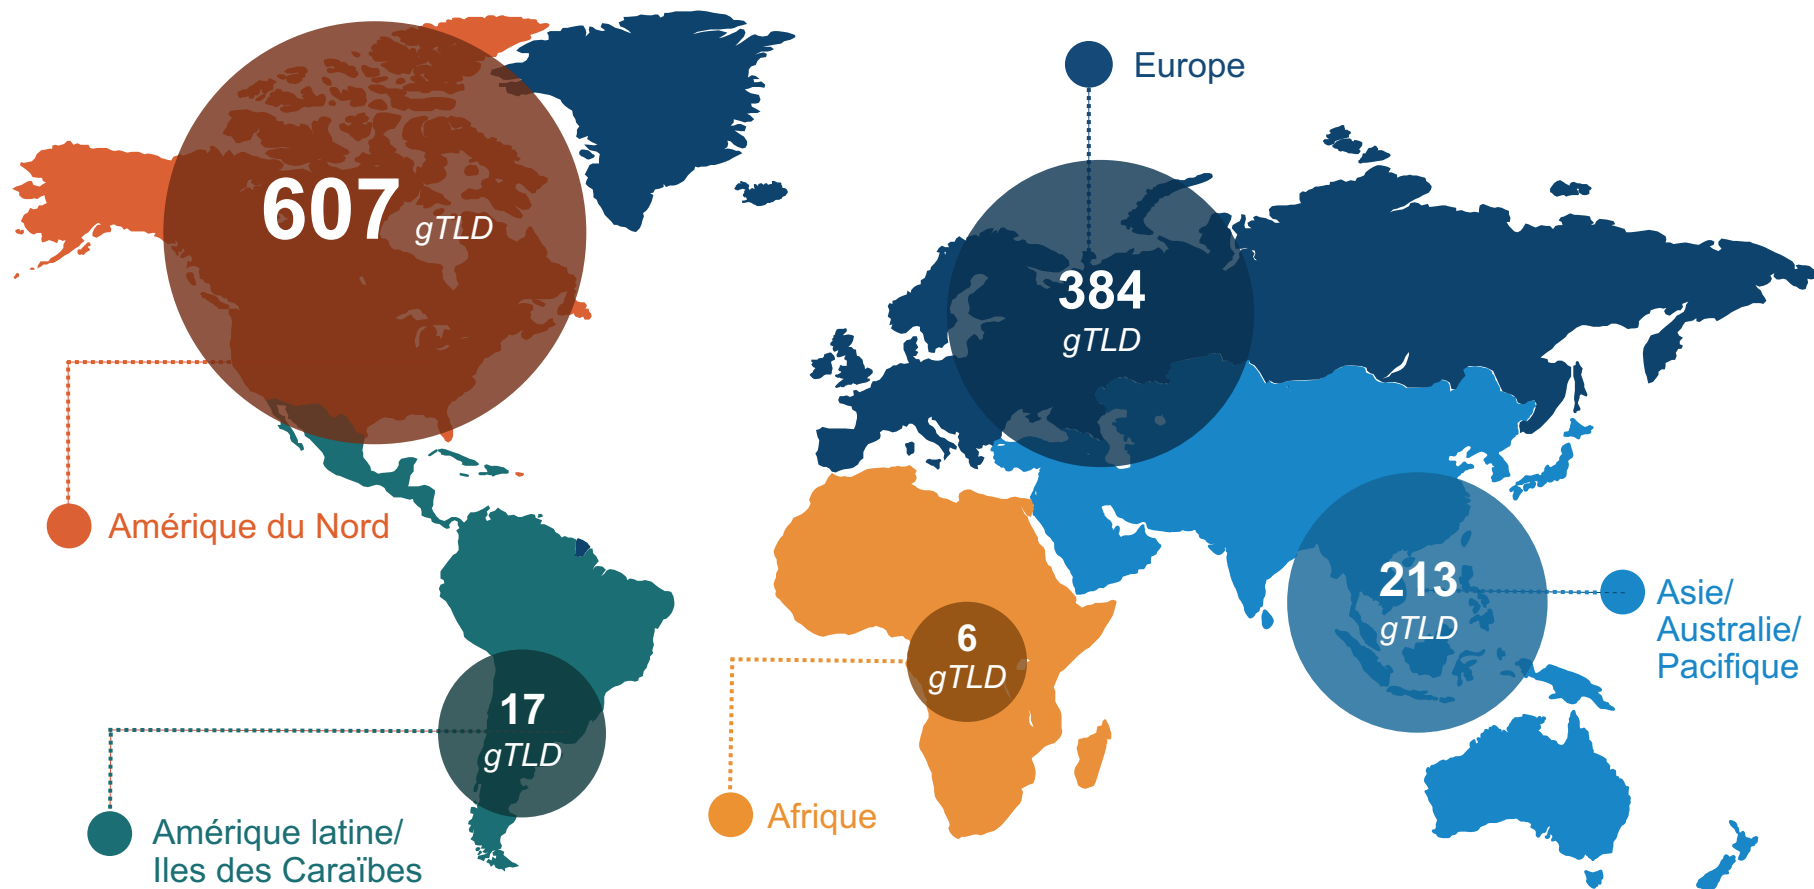 Europe
607 gTLD
384
gTLD
Amérique du Nord
213
gTLD
Asie/
Australie/
Pacifique
6
gTLD
17
gTLD
Afrique
Amérique latine/
Iles des Caraïbes